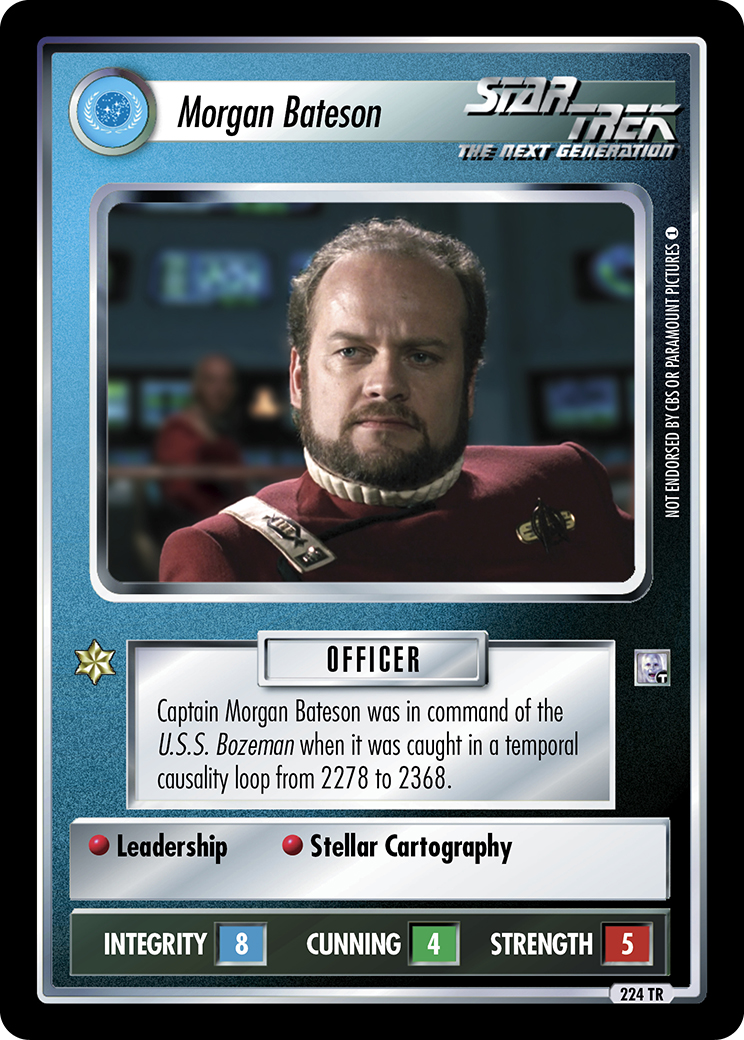 Morgan Bateson
STAR TREK
THE NEXT GENERATION
NOT ENDORSED BY CBS OR PARAMOUNT PICTURES 1
OFFICER
Captain Morgan Bateson was in command of the
U.S.S. Bozeman when it was caught in a temporal
causality loop from 2278 to 2368.
Leadership Stellar Cartography
INTEGRITY 8 CUNNING 4 STRENGTH 5
224 TR
T